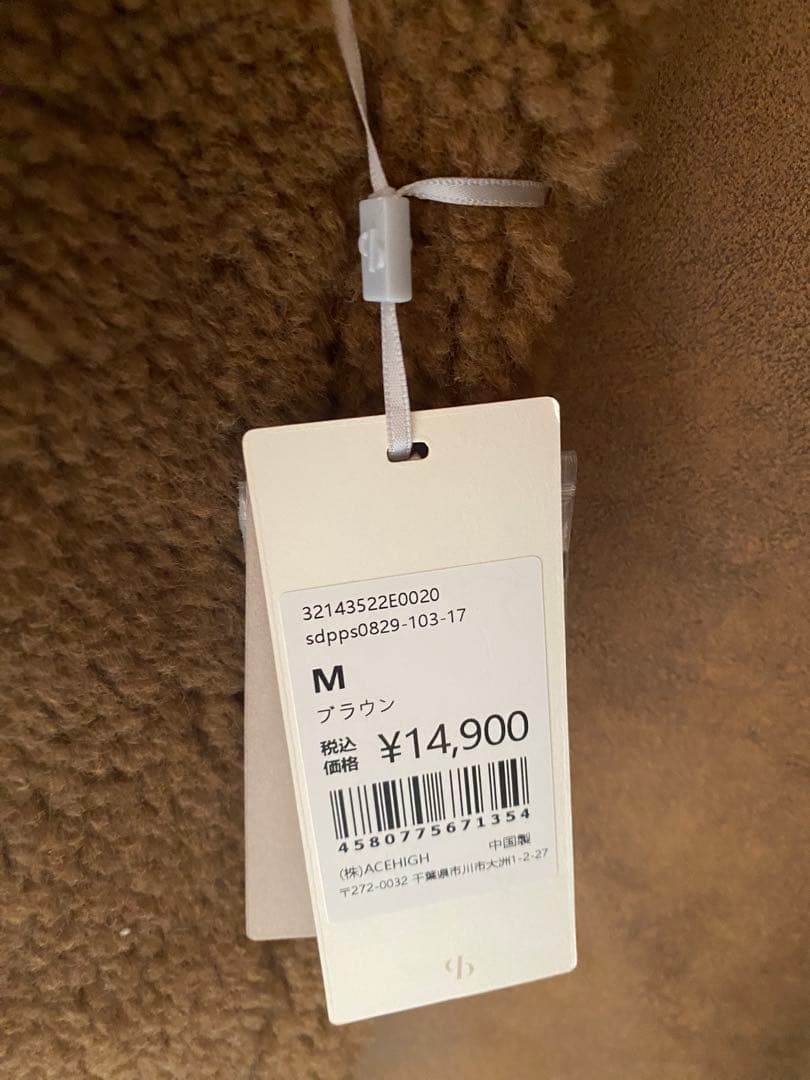 32143522E0020
sdpps0829-103-17
M
ブラウン
税込
価格 ¥14,900
4580775671354
(株)ACEHIGH 中国製
〒272-0032 千葉県市川市大洲1-2-27